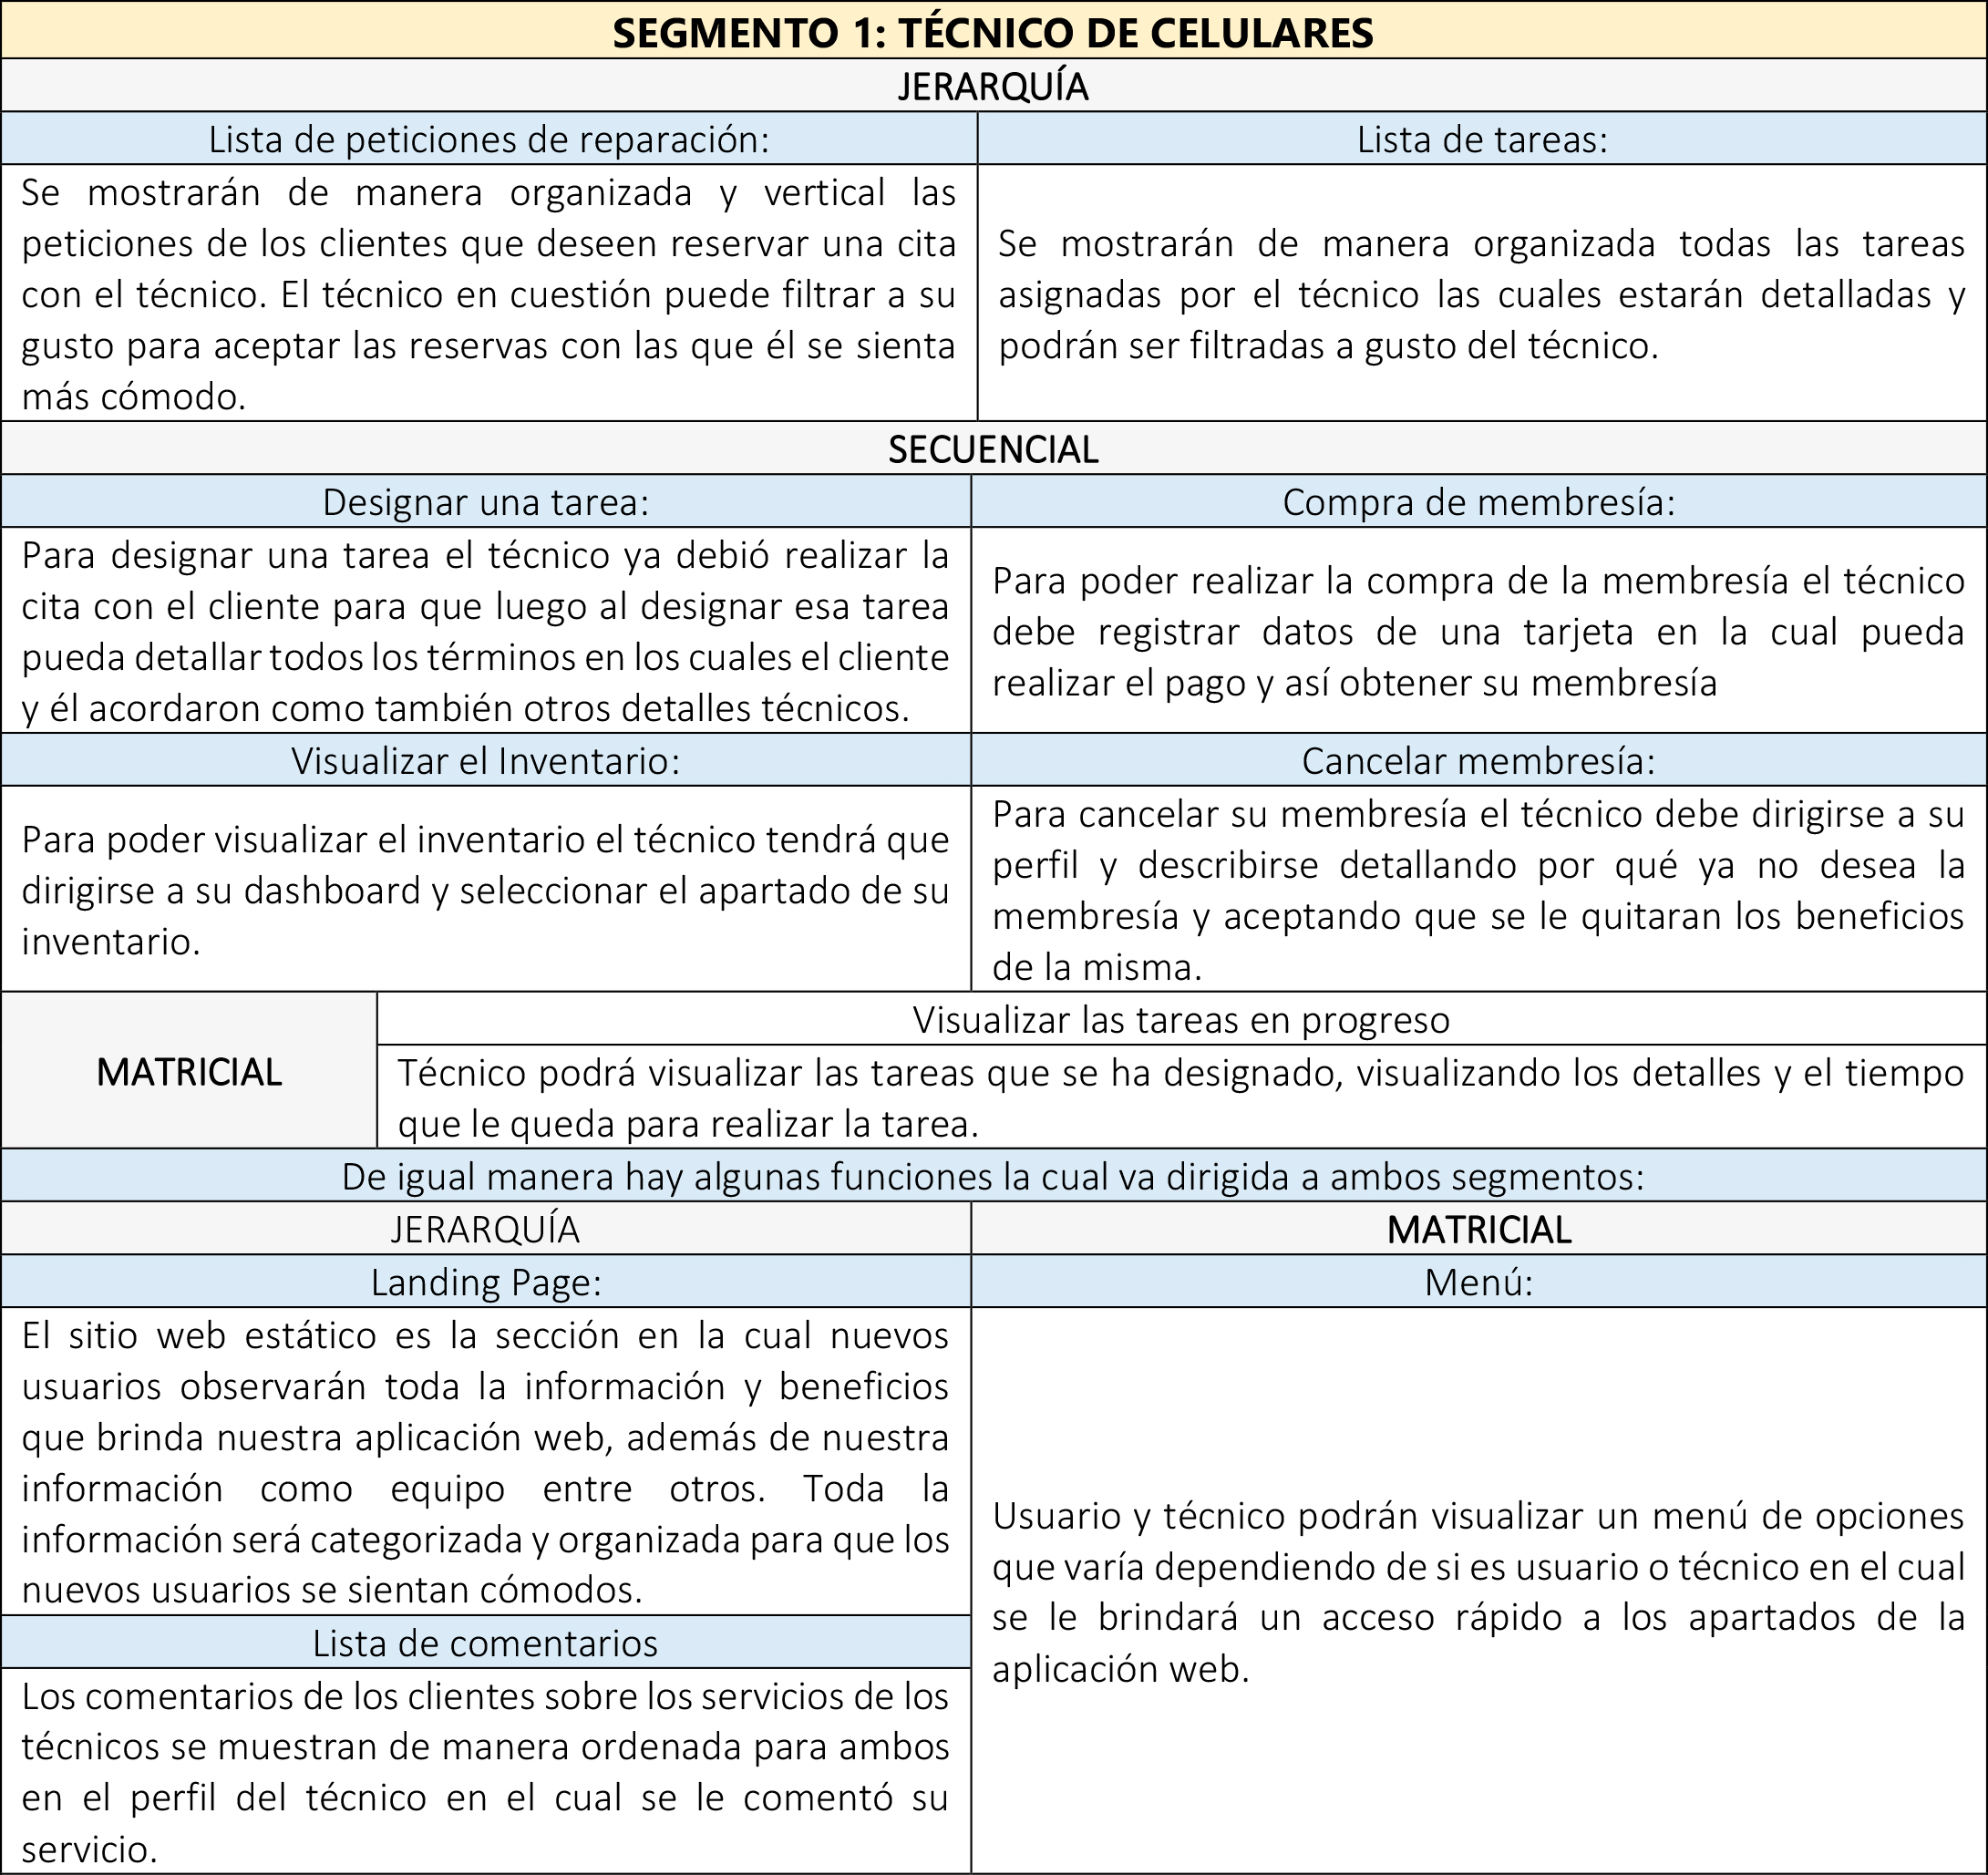 SEGMENTO 1: TÉCNICO DE CELULARES
JERARQUÍA
Lista de peticiones de reparación:
Se mostrarán de manera organizada y vertical las
peticiones de los clientes que deseen reservar una cita
con el técnico. El técnico en cuestión puede filtrar a su
gusto para aceptar las reservas con las que él se sienta
más cómodo.
Lista de tareas:
Se mostrarán de manera organizada todas las tareas
asignadas por el técnico las cuales estarán detalladas y
podrán ser filtradas a gusto del técnico.
SECUENCIAL
Designar una tarea:
Para designar una tarea el técnico ya debió realizar la
cita con el cliente para que luego al designar esa tarea
pueda detallar todos los términos en los cuales el cliente
y él acordaron como también otros detalles técnicos.
Compra de membresía:
Para poder realizar la compra de la membresía el técnico
debe registrar datos de una tarjeta en la cual pueda
realizar el pago y así obtener su membresía
Visualizar el Inventario:
Para poder visualizar el inventario el técnico tendrá que
dirigirse a su dashboard y seleccionar el apartado de su
inventario.
Cancelar membresía:
Para cancelar su membresía el técnico debe dirigirse a su
perfil y describirse detallando por qué ya no desea la
membresía y aceptando que se le quitaran los beneficios
de la misma.
MATRICIAL
Visualizar las tareas en progreso
Técnico podrá visualizar las tareas que se ha designado, visualizando los detalles y el tiempo
que le queda para realizar la tarea.
De igual manera hay algunas funciones la cual va dirigida a ambos segmentos:
JERARQUÍA
Landing Page:
El sitio web estático es la sección en la cual nuevos
usuarios observarán toda la información y beneficios
que brinda nuestra aplicación web, además de nuestra
información como equipo entre otros. Toda la
información será categorizada y organizada para que los
nuevos usuarios se sientan cómodos.
Lista de comentarios
Los comentarios de los clientes sobre los servicios de los
técnicos se muestran de manera ordenada para ambos
en el perfil del técnico en el cual se le comentó su
servicio.
MATRICIAL
Menú:
Usuario y técnico podrán visualizar un menú de opciones
que varía dependiendo de si es usuario o técnico en el cual
se le brindará un acceso rápido a los apartados de la
aplicación web.